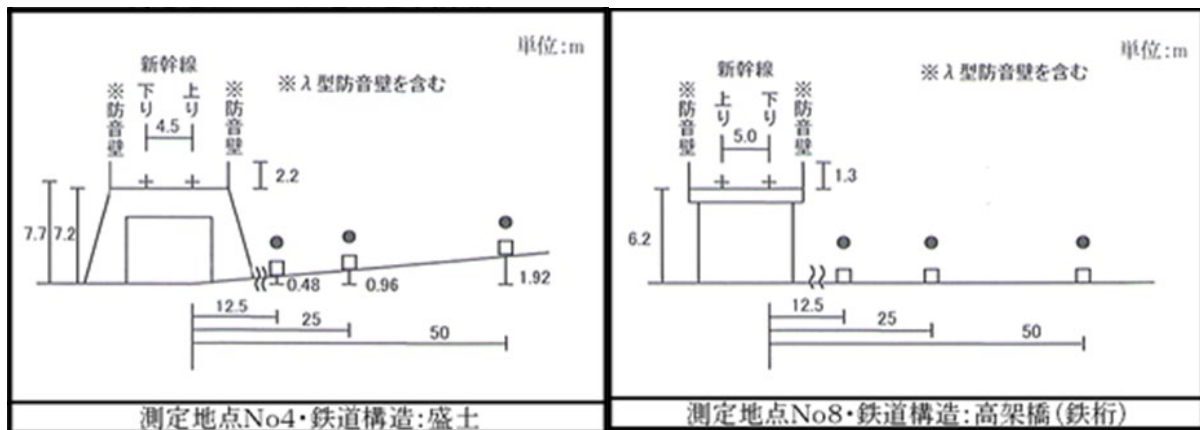 単位:m
新幹線
※λ型防音壁を含む
※防音壁
下り
上り
※防音壁
4.5
2.2
7.7
7.2
0.48
0.96
1.92
12.5
25
50
測定地点No4・鉄道構造:盛土
単位:m
新幹線
※λ型防音壁を含む
※防音壁
上り
下り
※防音壁
5.0
1.3
6.2
12.5
25
50
測定地点No8・鉄道構造:高架橋(鉄桁)